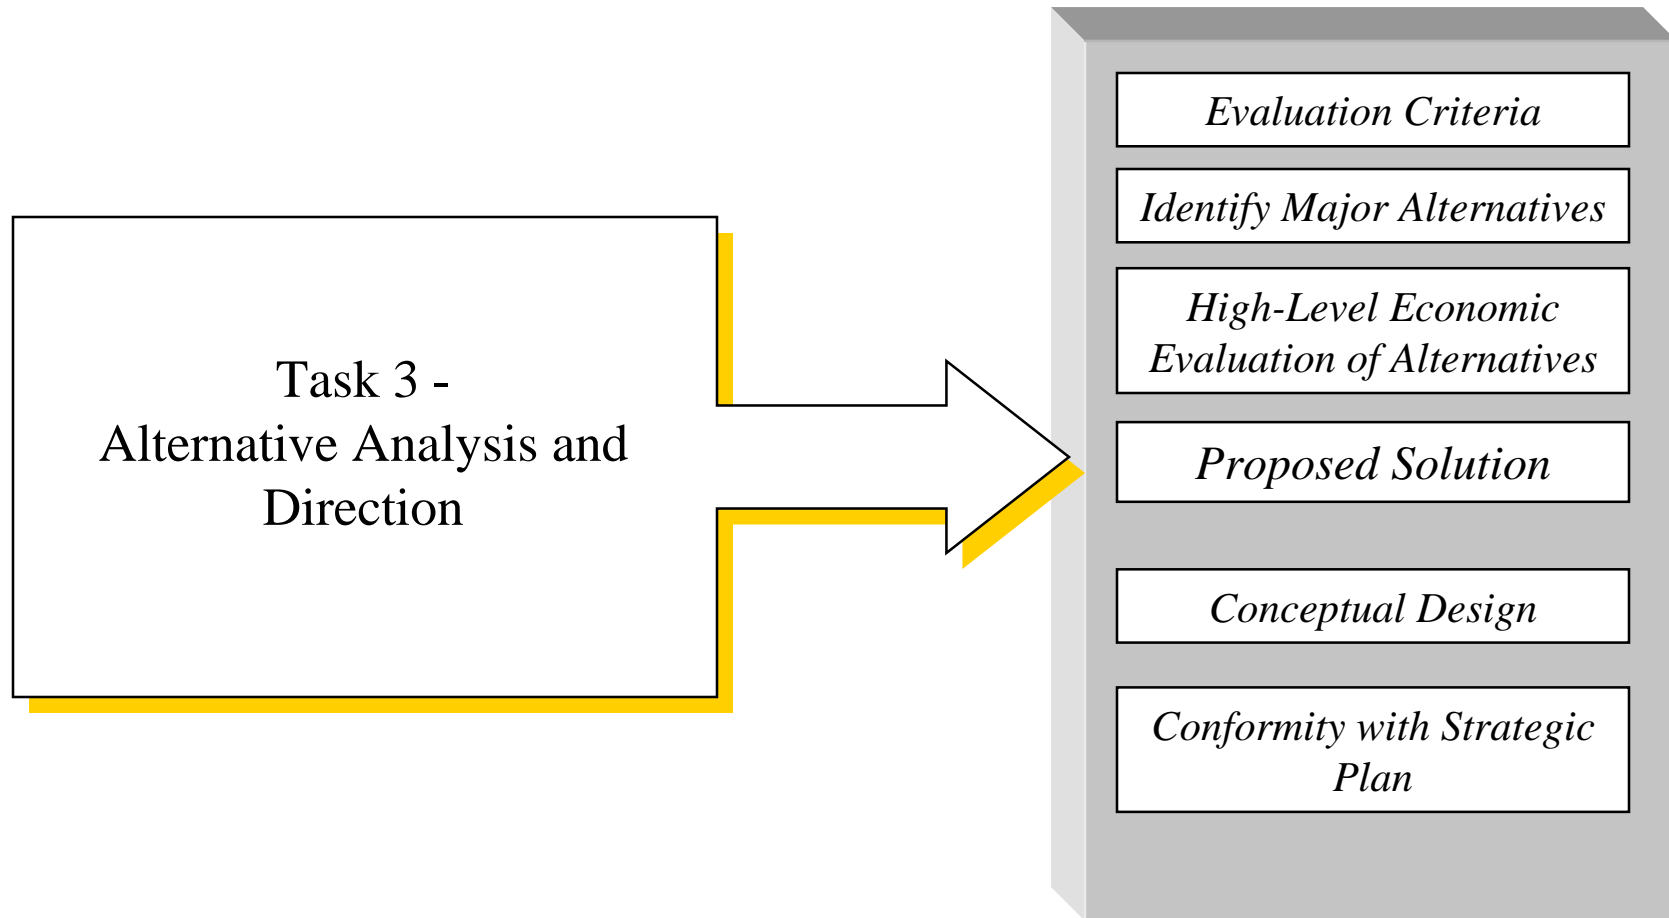 Task 3 -
Alternative Analysis and
Direction
Evaluation Criteria
Identify Major Alternatives
High-Level Economic
Evaluation of Alternatives
Proposed Solution
Conceptual Design
Conformity with Strategic
Plan